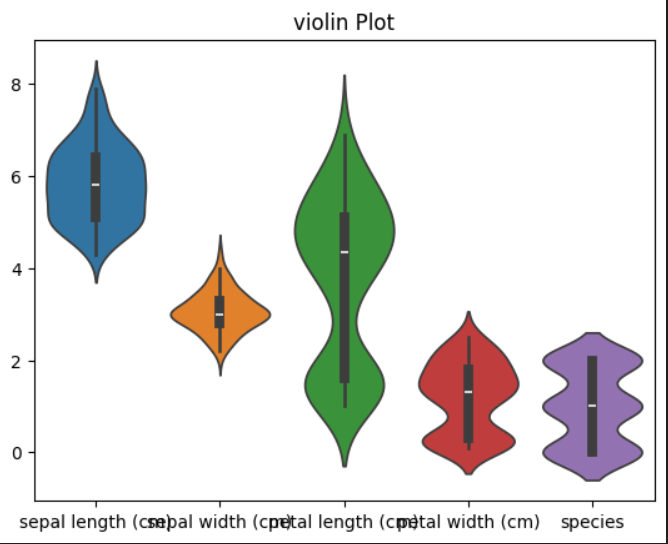 violin Plot
8
6
4
2
0
sepal length (cm) sepal width (cm) petal length (cm) petal width (cm) species